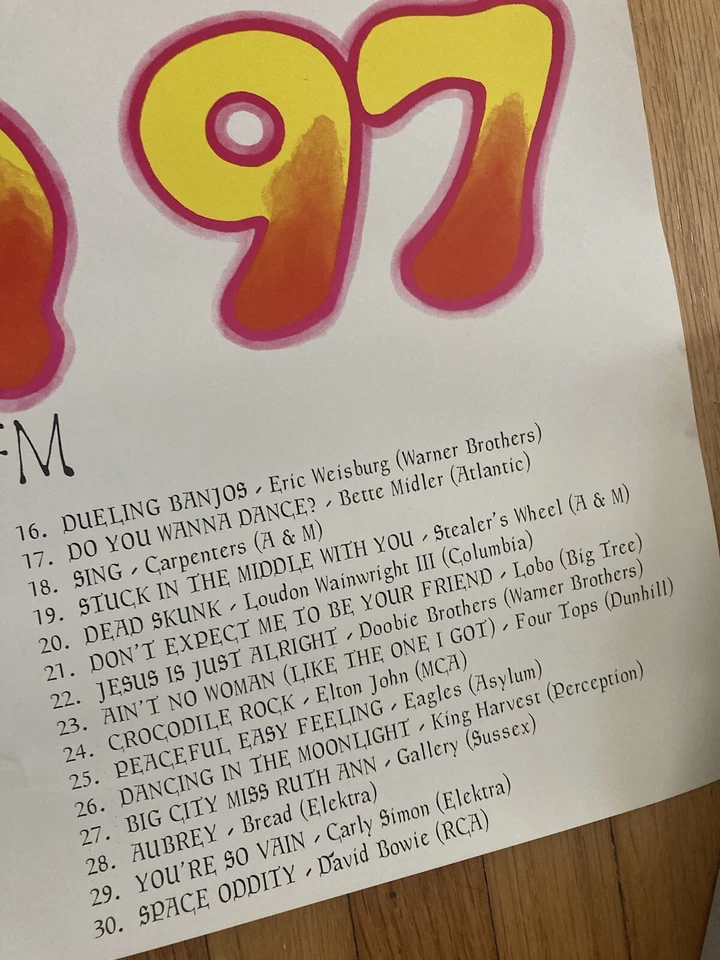 97
FM
16. DUELING BANJOS - Eric Weisburg (Warner Brothers)
17. DO YOU WANNA DANCE? - Bette Midler (Atlantic)
18. SING - Carpenters (A & M)
19. STUCK IN THE MIDDLE WITH YOU - Stealer's Wheel (A & M)
20. DEAD SKUNK - Loudon Wainwright III (Columbia)
21. DON'T EXPECT ME TO BE YOUR FRIEND - Lobo (Big Tree)
22. JESUS IS JUST ALRIGHT - Doobie Brothers (Warner Brothers)
23. AIN'T NO WOMAN (LIKE THE ONE I GOT) - Four Tops (Dunhill)
24. CROCODILE ROCK - Elton John (MCA)
25. PEACEFUL EASY FEELING - Eagles (Asylum)
26. DANCING IN THE MOONLIGHT - King Harvest (Perception)
27. BIG CITY MISS RUTH ANN - Gallery (Sussex)
28. AUBREY - Bread (Elektra)
29. YOU'RE SO VAIN - Carly Simon (Elektra)
30. SPACE ODDITY - David Bowie (RCA)